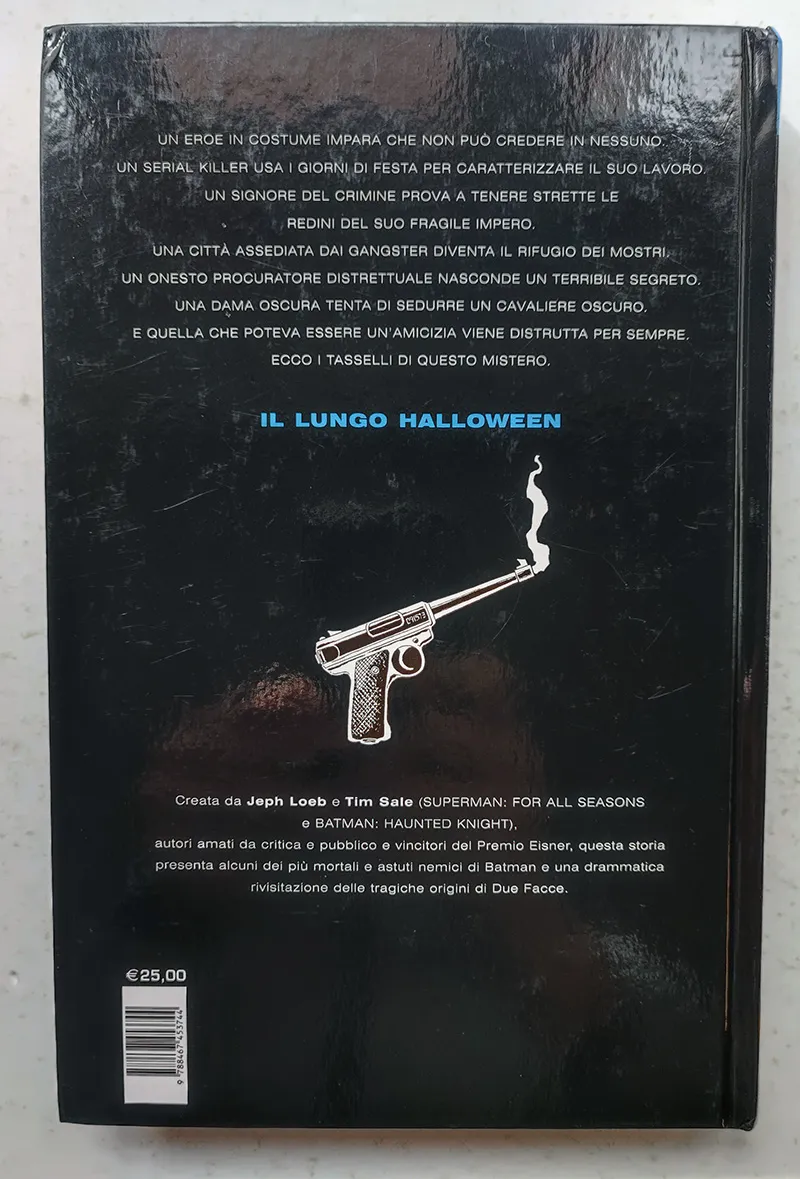 UN EROE IN COSTUME IMPARA CHE NON PUÒ CREDERE IN NESSUNO.
UN SERIAL KILLER USA I GIORNI DI FESTA PER CARATTERIZZARE IL SUO LAVORO.
UN SIGNORE DEL CRIMINE PROVA A TENERE STRETTE LE
REDINI DEL SUO FRAGILE IMPERO.
UNA CITTÀ ASSEDIATA DAI GANGSTER DIVENTA IL RIFUGIO DEI MOSTRI.
UN ONESTO PROCURATORE DISTRETTUALE NASCONDE UN TERRIBILE SEGRETO.
UNA DAMA OSCURA TENTA DI SEDURRE UN CAVALIERE OSCURO.
E QUELLA CHE POTEVA ESSERE UN'AMICIZIA VIENE DISTRUTTA PER SEMPRE.
ECCO I TASSELLI DI QUESTO MISTERO.
IL LUNGO HALLOWEEN
Creata da Jeph Loeb e Tim Sale (SUPERMAN: FOR ALL SEASONS
e BATMAN: HAUNTED KNIGHT),
autori amati da critica e pubblico e vincitori del Premio Eisner, questa storia
presenta alcuni dei più mortali e astuti nemici di Batman e una drammatica
rivisitazione delle tragiche origini di Due Facce.
€25,00
9 788467 453744